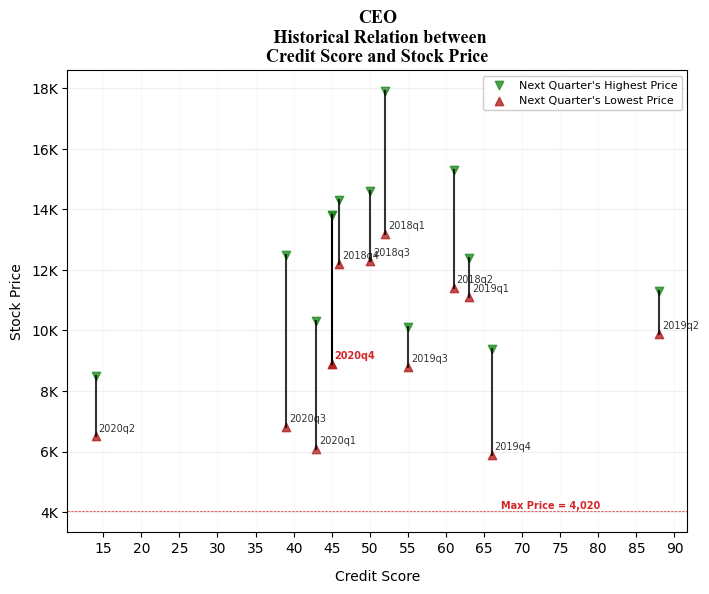 CEO
Historical Relation between
Credit Score and Stock Price
Next Quarter's Highest Price
Next Quarter's Lowest Price
18K
16K
14K
12K
10K
8K
6K
4K
Stock Price
2018q1
2018q4
2018q3
2018q2
2019q1
2019q2
2020q4
2019q3
2020q2
2020q3
2020q1
2019q4
Max Price = 4,020
15 20 25 30 35 40 45 50 55 60 65 70 75 80 85 90
Credit Score